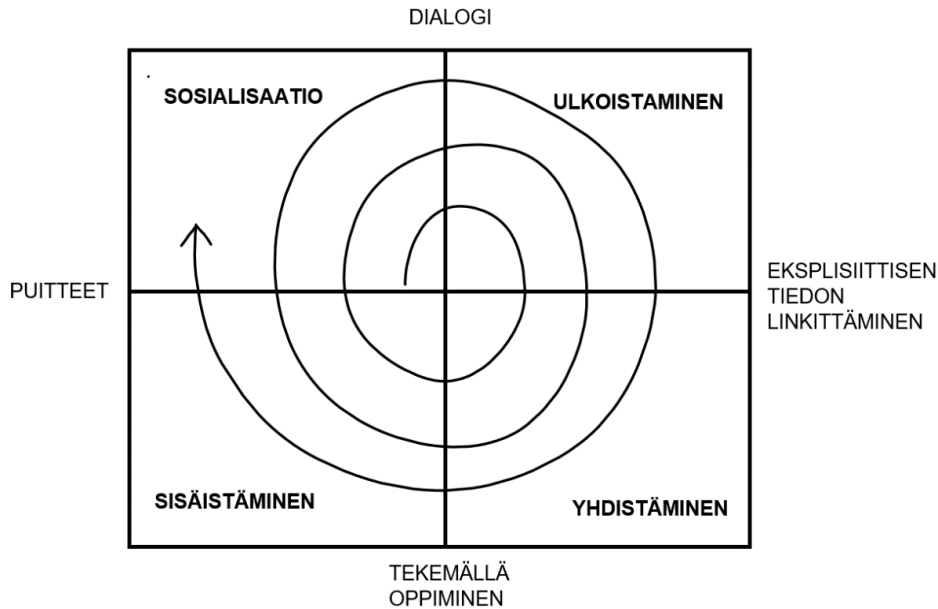 DIALOGI
SOSIALISAATIO
ULKOISTAMINEN
PUITTEET
EKSPLISIITTISEN
TIEDON
LINKITTÄMINEN
SISÄISTÄMINEN
YHDISTÄMINEN
TEKEMÄLLÄ
OPPIMINEN